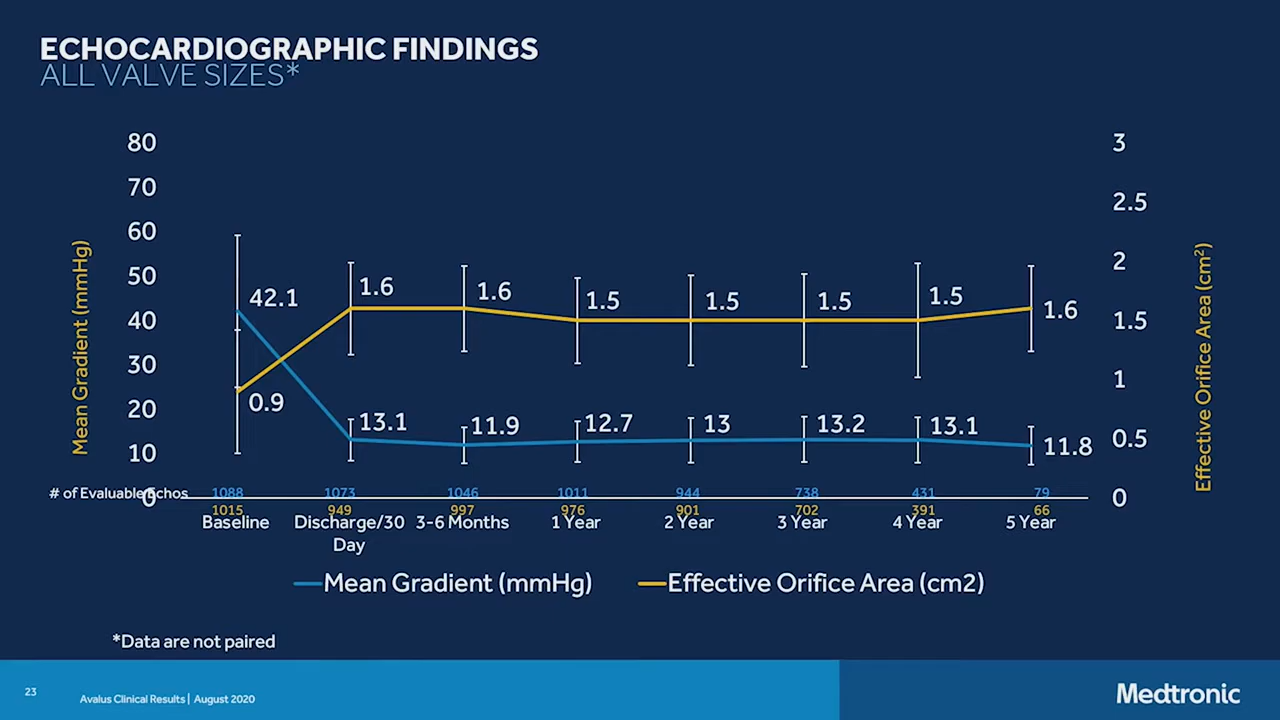 ECHOCARDIOGRAPHIC FINDINGS
ALL VALVE SIZES*
80
70
60
50
40
30
20
10
0
Mean Gradient (mmHg)
3
2.5
2
1.5
1
0.5
0
Effective Orifice Area (cm²)
42.1
0.9
1.6
1.6
1.5
1.5
1.5
1.5
1.6
13.1
11.9
12.7
13
13.2
13.1
11.8
# of Evaluable Echos 1088 1073 1046 1011 944 738 431 79
1015 949 997 976 901 702 391 66
Baseline Discharge/30 Day 3-6 Months 1 Year 2 Year 3 Year 4 Year 5 Year
Mean Gradient (mmHg) Effective Orifice Area (cm2)
*Data are not paired
23 Avalus Clinical Results | August 2020
Medtronic